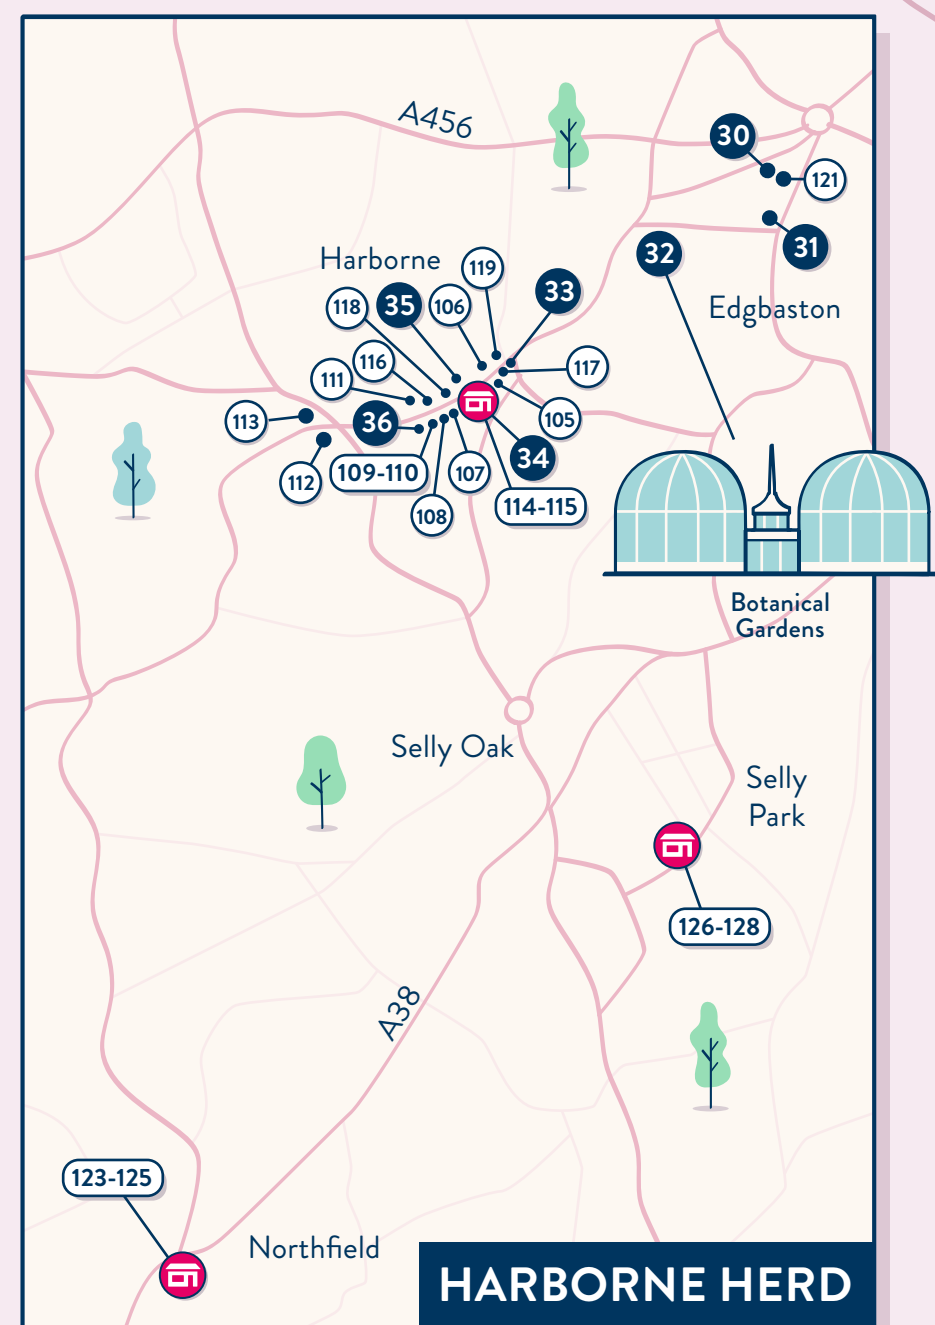 A456
30
121
31
32
Edgbaston
Harborne
119
33
118
35
106
116
117
111
113
36
105
112
109-110
107
34
108
114-115
Botanical
Gardens
Selly Oak
Selly
Park
126-128
A38
123-125
Northfield
HARBORNE HERD